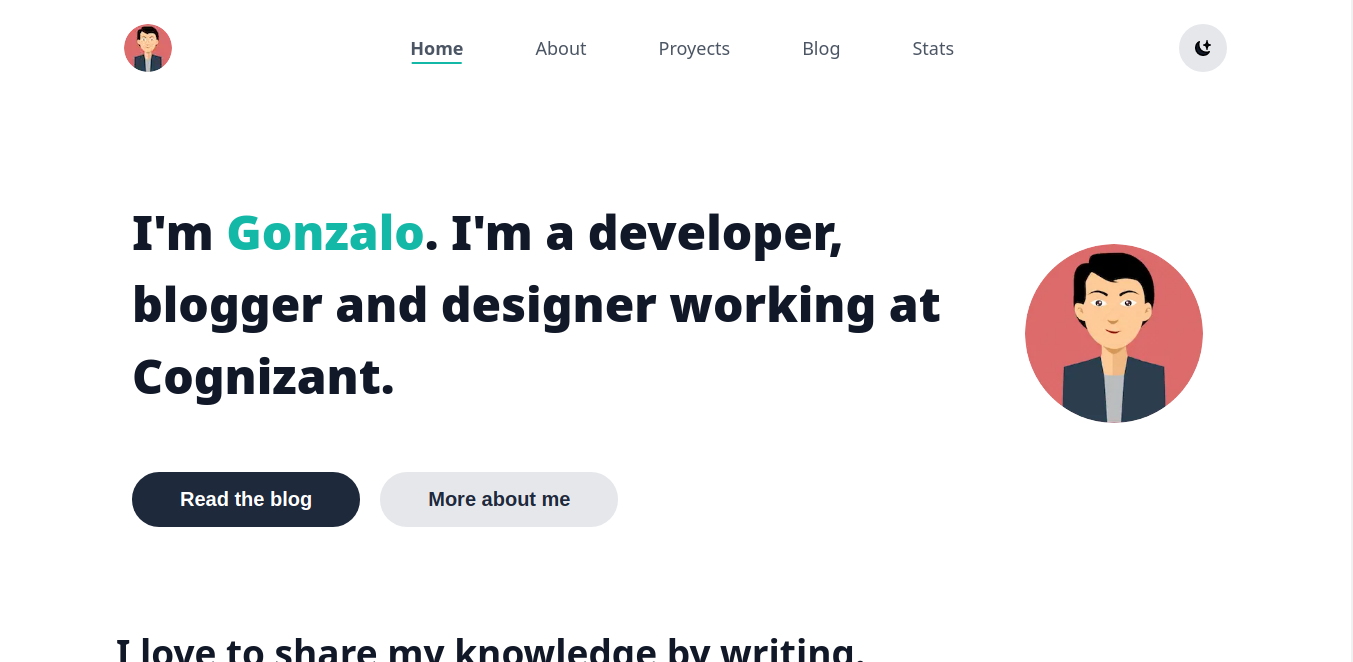 Home About Proyects Blog Stats
I'm Gonzalo. I'm a developer,
blogger and designer working at
Cognizant.
Read the blog More about me
I love to share my knowledge by writing.